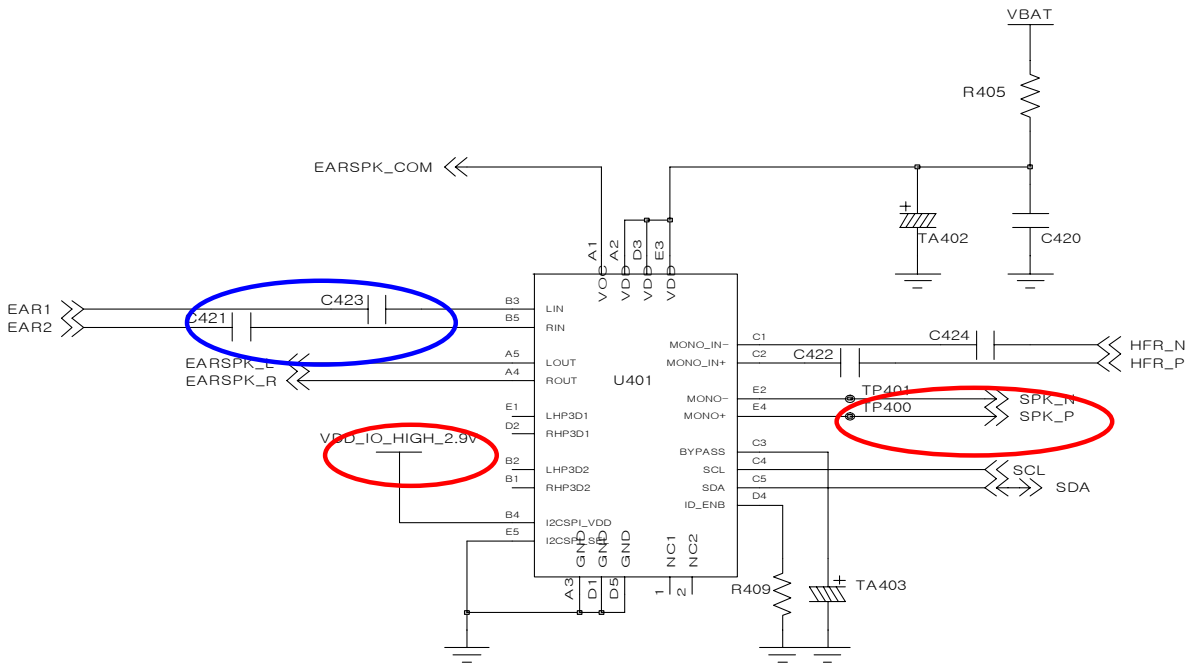 VBAT
R405
EARSPK_COM
+
TA402
C420
A1
A2
D3
E3
VOC
VDD
VDD
VDD
EAR1
C423
B3
LIN
EAR2
C421
B5
RIN
C1
MONO_IN-
C424
HFR_N
C2
MONO_IN+
C422
HFR_P
EARSPK_L
A5
LOUT
EARSPK_R
A4
ROUT
U401
E2
MONO-
TP401
SPK_N
E4
MONO+
TP400
SPK_P
E1
LHP3D1
D2
RHP3D1
VDD_IO_HIGH_2.9V
C3
BYPASS
B2
LHP3D2
C4
SCL
SCL
B1
RHP3D2
C5
SDA
SDA
D4
ID_ENB
B4
I2CSPI_VDD
E5
I2CSPI_SEL
GND
GND
GND
NC1
NC2
A3
D1
D5
1
2
R409
+
TA403